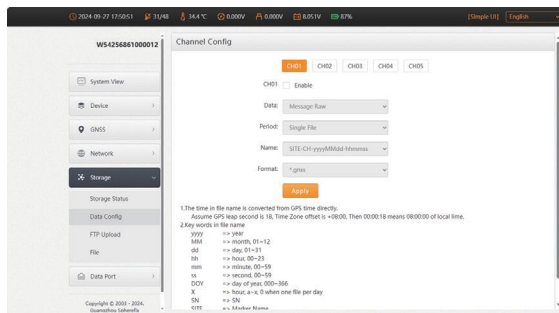 2024-09-27 17:50:51 31/48 34.4 °C 0.000V 0.000V 8.051V 87% [Simple UI] English
WS4256861000012
Channel Config
CH01 CH02 CH03 CH04 CH05
CH01 Enable
System View
Data: Message Raw
Device
Period: Single File
GNSS
Name: SITE-CH-yyyyMMdd-hhmmss
Network
Format: *.gnss
Storage
Apply
Storage Status
Data Config
FTP Upload
File
Data Port
1.The time in file name is converted from GPS time directly.
Assume GPS leap second is 18, Time Zone offset is +08:00, Then 00:00:18 means 08:00:00 of local time.
2.Key words in file name
yyyy => year
MM => month, 01~12
dd => day, 01~31
hh => hour, 00~23
mm => minute, 00~59
ss => second, 00~59
DOY => day of year, 000~366
X => hour, a~x, 0 when one file per day
SN => SN
SITE => Marker Name
Copyright © 2003 - 2024,
Guangzhou